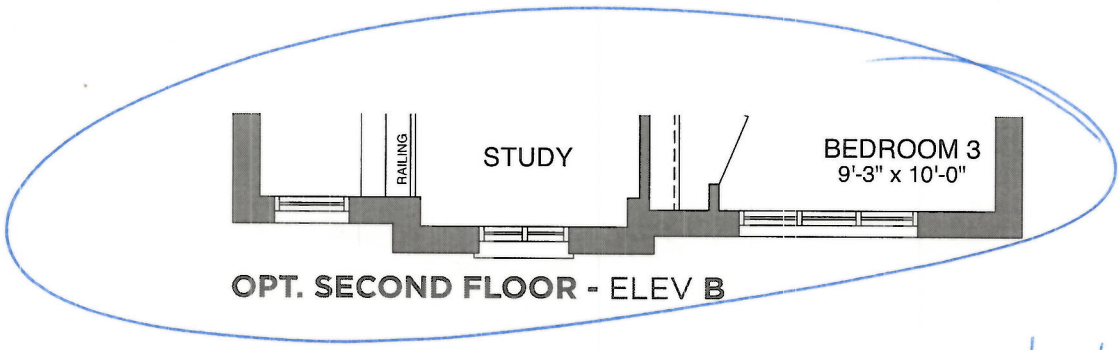 RAILING
STUDY
BEDROOM 3
9'-3" x 10'-0"
OPT. SECOND FLOOR - ELEV B